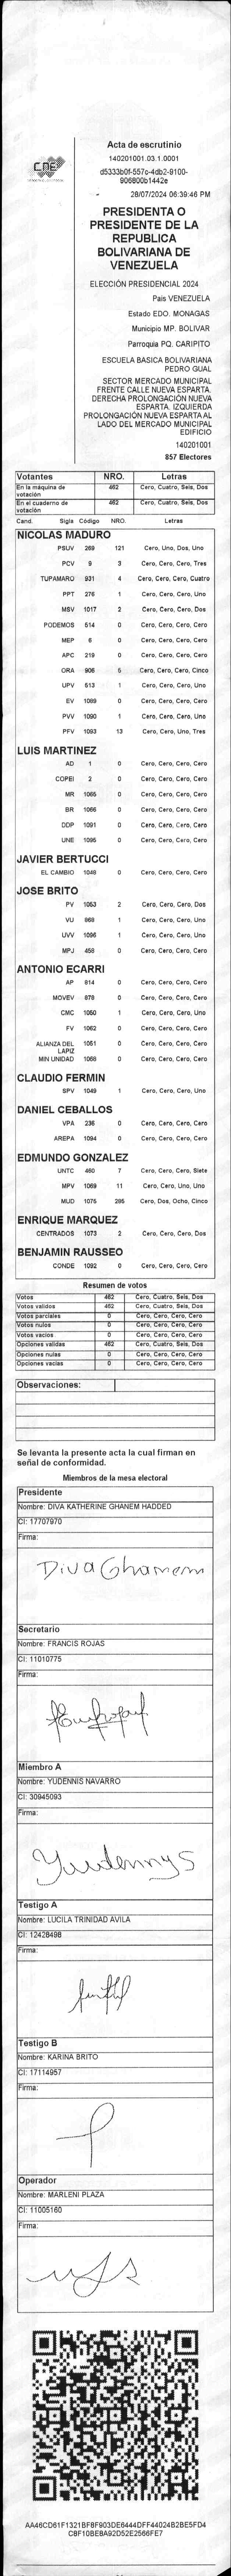 CNE
Acta de escrutinio
140201001.03.1.0001
d5333b0f-557c-4db2-9100-
906800b1442e
28/07/2024 06:39:46 PM
PRESIDENTA O
PRESIDENTE DE LA
REPUBLICA
BOLIVARIANA DE
VENEZUELA
ELECCIÓN PRESIDENCIAL 2024
Pais VENEZUELA
Estado EDO. MONAGAS
Municipio MP. BOLIVAR
Parroquia PQ. CARIPITO
ESCUELA BASICA BOLIVARIANA
PEDRO GUAL
SECTOR MERCADO MUNICIPAL
FRENTE CALLE NUEVA ESPARTA.
DERECHA PROLONGACIÓN NUEVA
ESPARTA. IZQUIERDA
PROLONGACIÓN NUEVA ESPARTA AL
LADO DEL MERCADO MUNICIPAL
EDIFICIO
140201001
857 Electores
Votantes NRO. Letras
En la máquina de votación 462 Cero, Cuatro, Seis, Dos
En el cuaderno de votación 462 Cero, Cuatro, Seis, Dos
Cand. Sigla Código NRO. Letras
NICOLAS MADURO
PSUV 269 121 Cero, Uno, Dos, Uno
PCV 9 3 Cero, Cero, Cero, Tres
TUPAMARO 931 4 Cero, Cero, Cero, Cuatro
PPT 276 1 Cero, Cero, Cero, Uno
MSV 1017 2 Cero, Cero, Cero, Dos
PODEMOS 514 0 Cero, Cero, Cero, Cero
MEP 6 0 Cero, Cero, Cero, Cero
APC 219 0 Cero, Cero, Cero, Cero
ORA 906 5 Cero, Cero, Cero, Cinco
UPV 613 1 Cero, Cero, Cero, Uno
EV 1089 0 Cero, Cero, Cero, Cero
PVV 1090 1 Cero, Cero, Cero, Uno
PFV 1093 13 Cero, Cero, Uno, Tres
LUIS MARTINEZ
AD 1 0 Cero, Cero, Cero, Cero
COPEI 2 0 Cero, Cero, Cero, Cero
MR 1065 0 Cero, Cero, Cero, Cero
BR 1066 0 Cero, Cero, Cero, Cero
DDP 1091 0 Cero, Cero, Cero, Cero
UNE 1095 0 Cero, Cero, Cero, Cero
JAVIER BERTUCCI
EL CAMBIO 1048 0 Cero, Cero, Cero, Cero
JOSE BRITO
PV 1053 2 Cero, Cero, Cero, Dos
VU 868 1 Cero, Cero, Cero, Uno
UVV 1096 1 Cero, Cero, Cero, Uno
MPJ 458 0 Cero, Cero, Cero, Cero
ANTONIO ECARRI
AP 814 0 Cero, Cero, Cero, Cero
MOVEV 878 0 Cero, Cero, Cero, Cero
CMC 1050 1 Cero, Cero, Cero, Uno
FV 1062 0 Cero, Cero, Cero, Cero
ALIANZA DEL LAPIZ 1051 0 Cero, Cero, Cero, Cero
MIN UNIDAD 1068 0 Cero, Cero, Cero, Cero
CLAUDIO FERMIN
SPV 1049 1 Cero, Cero, Cero, Uno
DANIEL CEBALLOS
VPA 236 0 Cero, Cero, Cero, Cero
AREPA 1094 0 Cero, Cero, Cero, Cero
EDMUNDO GONZALEZ
UNTC 460 7 Cero, Cero, Cero, Siete
MPV 1069 11 Cero, Cero, Uno, Uno
MUD 1075 285 Cero, Dos, Ocho, Cinco
ENRIQUE MARQUEZ
CENTRADOS 1073 2 Cero, Cero, Cero, Dos
BENJAMIN RAUSSEO
CONDE 1092 0 Cero, Cero, Cero, Cero
Resumen de votos
Votos 462 Cero, Cuatro, Seis, Dos
Votos validos 462 Cero, Cuatro, Seis, Dos
Votos parciales 0 Cero, Cero, Cero, Cero
Votos nulos 0 Cero, Cero, Cero, Cero
Votos vacios 0 Cero, Cero, Cero, Cero
Opciones validas 462 Cero, Cuatro, Seis, Dos
Opciones nulas 0 Cero, Cero, Cero, Cero
Opciones vacias 0 Cero, Cero, Cero, Cero
Observaciones:
Se levanta la presente acta la cual firman en
señal de conformidad.
Miembros de la mesa electoral
Presidente
Nombre: DIVA KATHERINE GHANEM HADDED
CI: 17707970
Firma:
Diva Ghanem
Secretario
Nombre: FRANCIS ROJAS
CI: 11010775
Firma:
Miembro A
Nombre: YUDENNIS NAVARRO
CI: 30945093
Firma:
Yuudennys
Testigo A
Nombre: LUCILA TRINIDAD AVILA
CI: 12428498
Firma:
Testigo B
Nombre: KARINA BRITO
CI: 17114957
Firma:
Operador
Nombre: MARLENI PLAZA
CI: 11005160
Firma:
AA46CD61F1321BF8F903DE6444DFF44024B2BE5FD4
C8F10BEBA92D52E2566FE7